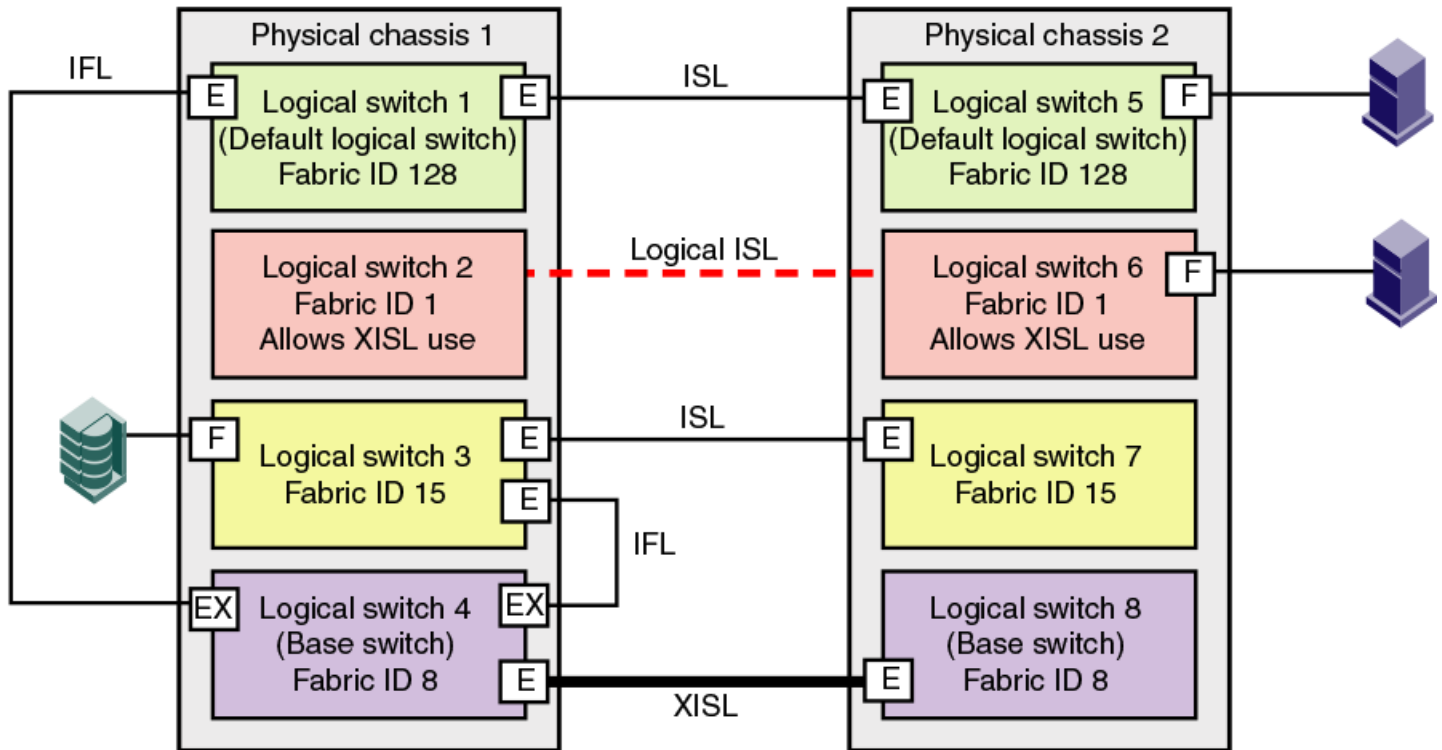 Physical chassis 1
Physical chassis 2
IFL
E
Logical switch 1
(Default logical switch)
Fabric ID 128
E
ISL
E
Logical switch 5
(Default logical switch)
Fabric ID 128
F
Logical switch 2
Fabric ID 1
Allows XISL use
Logical ISL
Logical switch 6
Fabric ID 1
Allows XISL use
F
F
Logical switch 3
Fabric ID 15
E
E
ISL
E
Logical switch 7
Fabric ID 15
IFL
EX
Logical switch 4
(Base switch)
Fabric ID 8
EX
E
XISL
E
Logical switch 8
(Base switch)
Fabric ID 8